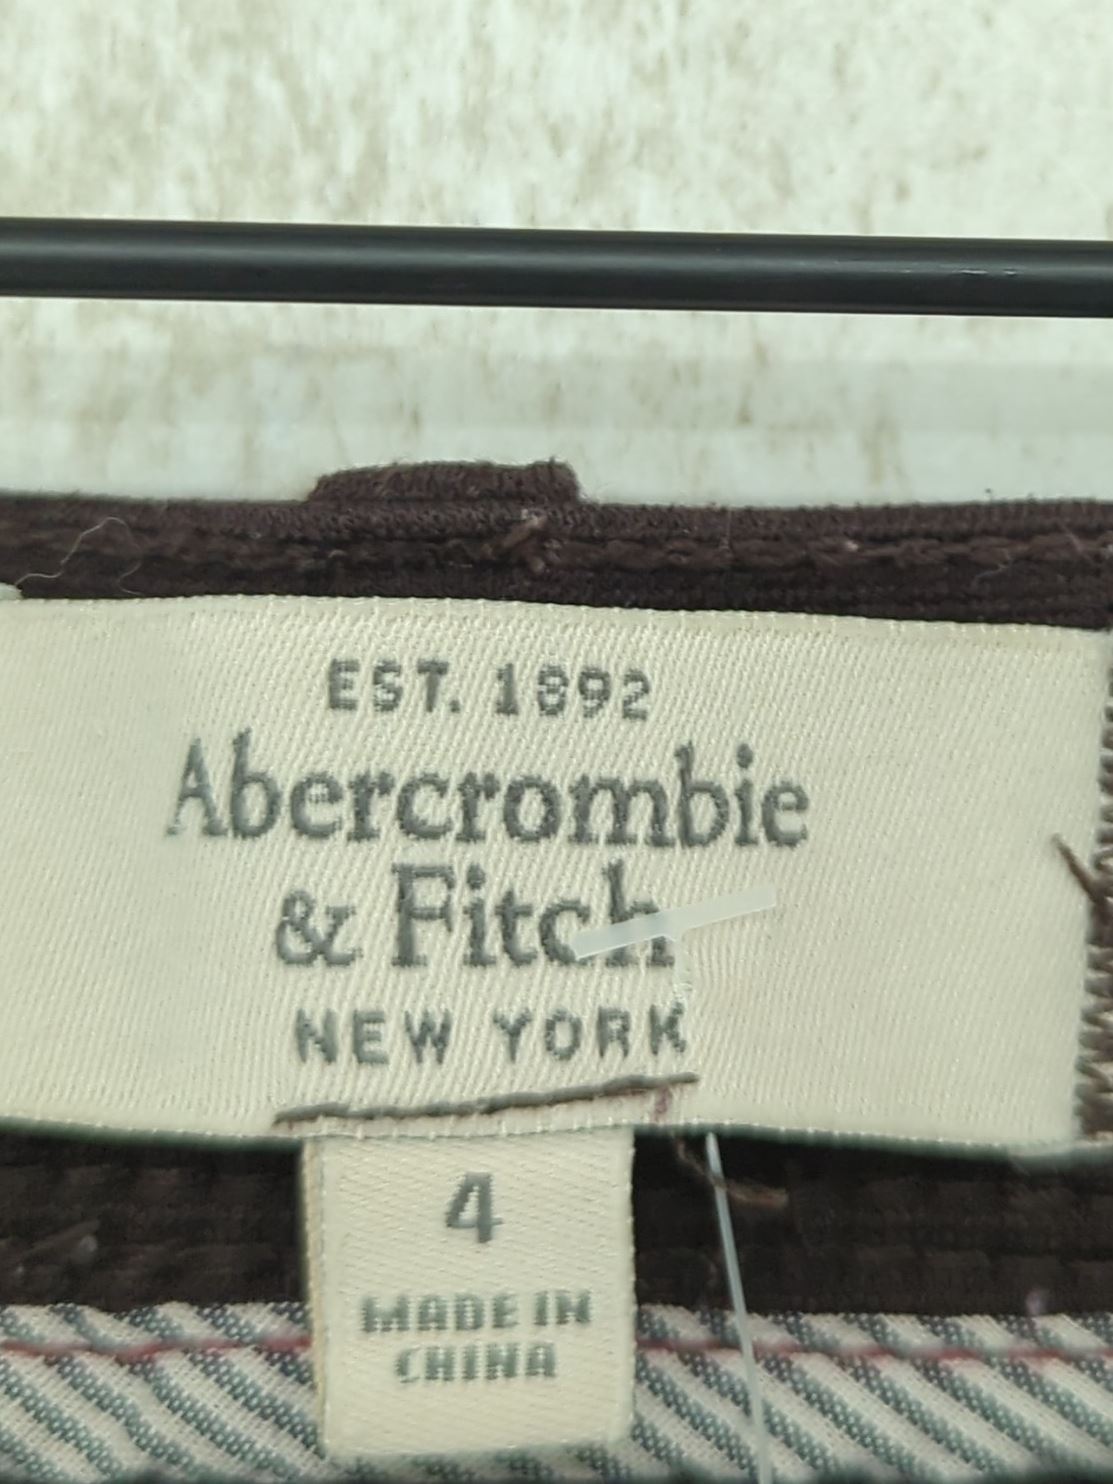 EST. 1892
Abercrombie
& Fitch
NEW YORK
4
MADE IN
CHINA